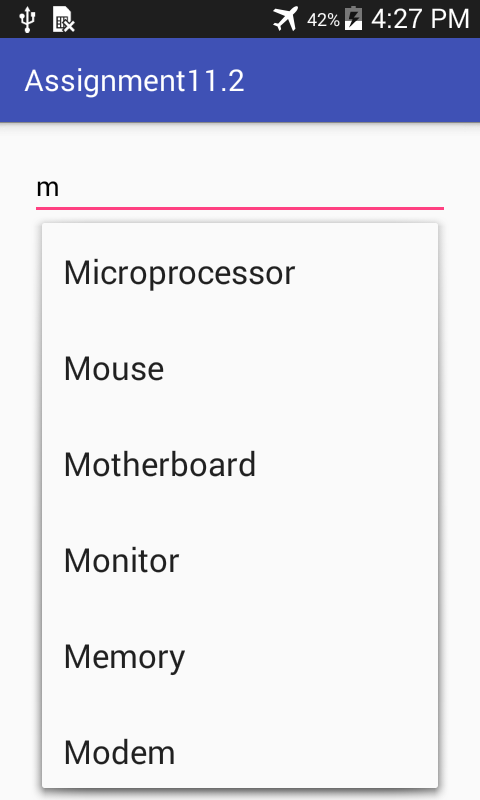 42% 4:27 PM
Assignment11.2
m
Microprocessor
Mouse
Motherboard
Monitor
Memory
Modem